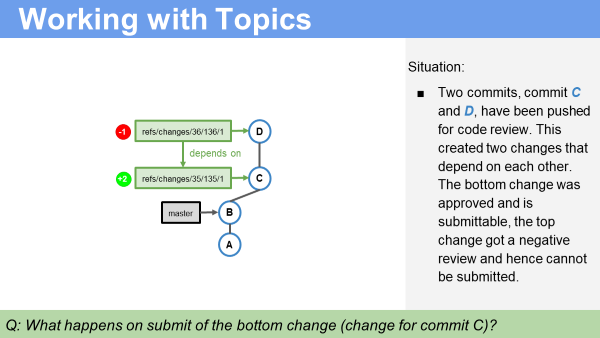 Working with Topics
Situation:
■ Two commits, commit C
and D, have been pushed
for code review. This
created two changes that
depend on each other.
The bottom change was
approved and is
submittable, the top
change got a negative
review and hence cannot
be submitted.
-1 refs/changes/36/136/1 D
depends on
+2 refs/changes/35/135/1 C
master B
A
Q: What happens on submit of the bottom change (change for commit C)?